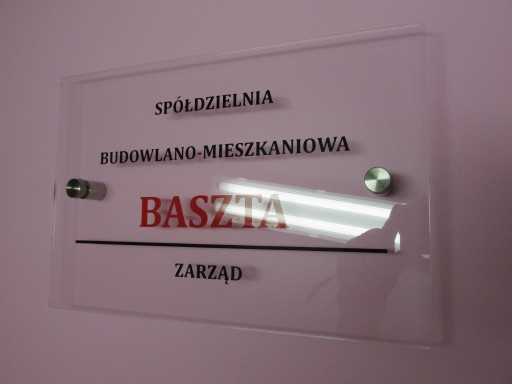 SPÓŁDZIELNIA
BUDOWLANO-MIESZKANIOWA
BASZTA
ZARZĄD